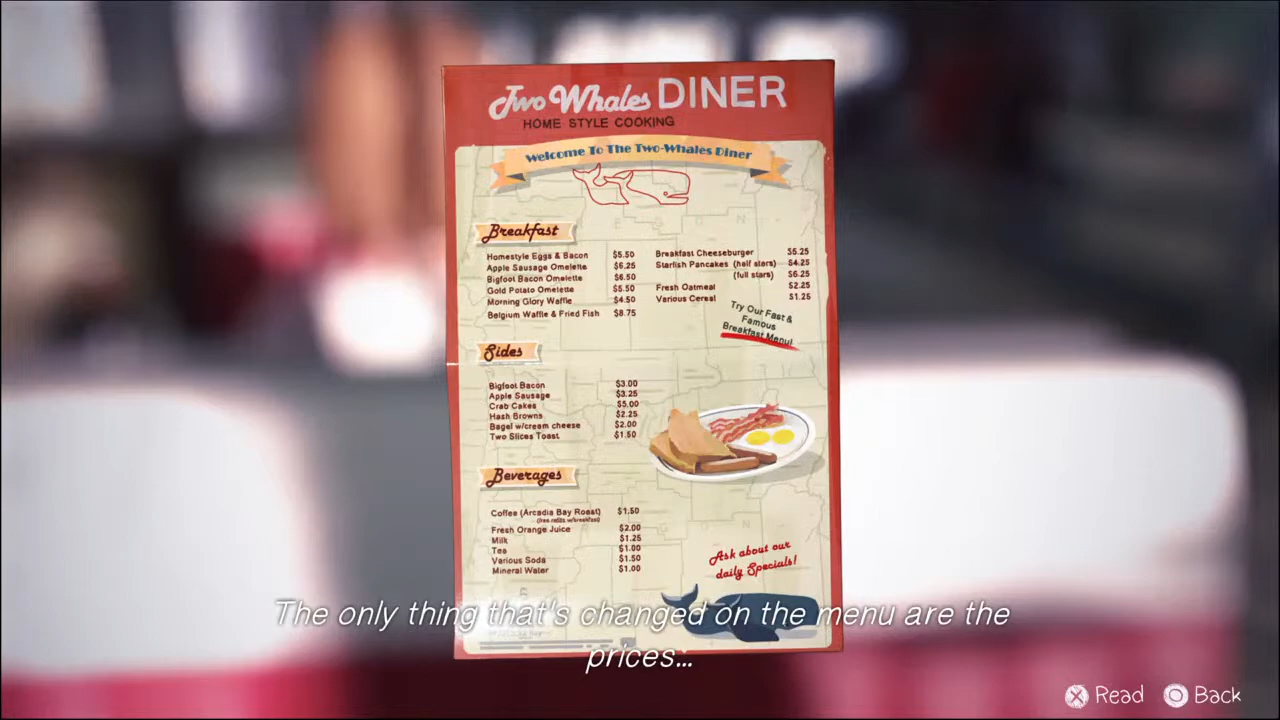 Two Whales DINER
HOME STYLE COOKING
Welcome To The Two-Whales Diner
Breakfast
Homestyle Eggs & Bacon $5.50
Apple Sausage Omelette $6.25
Bigfoot Bacon Omelette $6.50
Gold Potato Omelette $5.50
Morning Glory Waffle $4.50
Belgium Waffle & Fried Fish $8.75
Breakfast Cheeseburger $5.25
Starfish Pancakes (half stars) $4.25
(full stars) $6.25
Fresh Oatmeal $2.25
Various Cereal $1.25
Try Our Fast &
Famous
Breakfast Menu!
Sides
Bigfoot Bacon $3.00
Apple Sausage $3.25
Crab Cakes $5.00
Hash Browns $2.25
Bagel w/cream cheese $2.00
Two Slices Toast $1.50
Beverages
Coffee (Arcadia Bay Roast) $1.50
(free refills w/breakfast)
Fresh Orange Juice $2.00
Milk $1.25
Tea $1.00
Various Soda $1.50
Mineral Water $1.00
Ask about our
daily Specials!
The only thing that's changed on the menu are the
prices...
Read Back